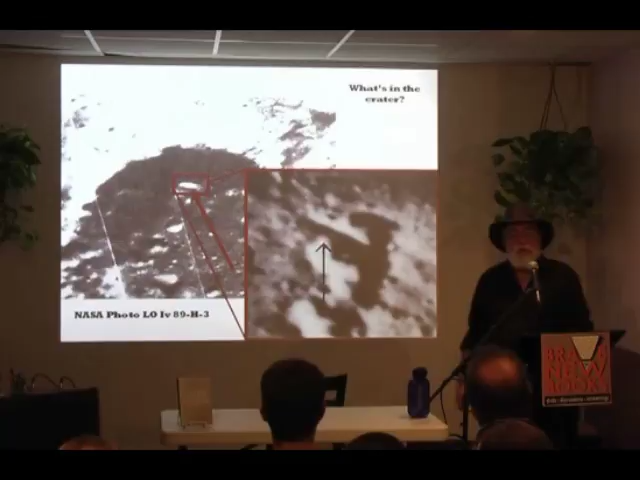 What's in the
crater?
NASA Photo LO Iv 89-H-3
BRAVE
NEW
BOOKS